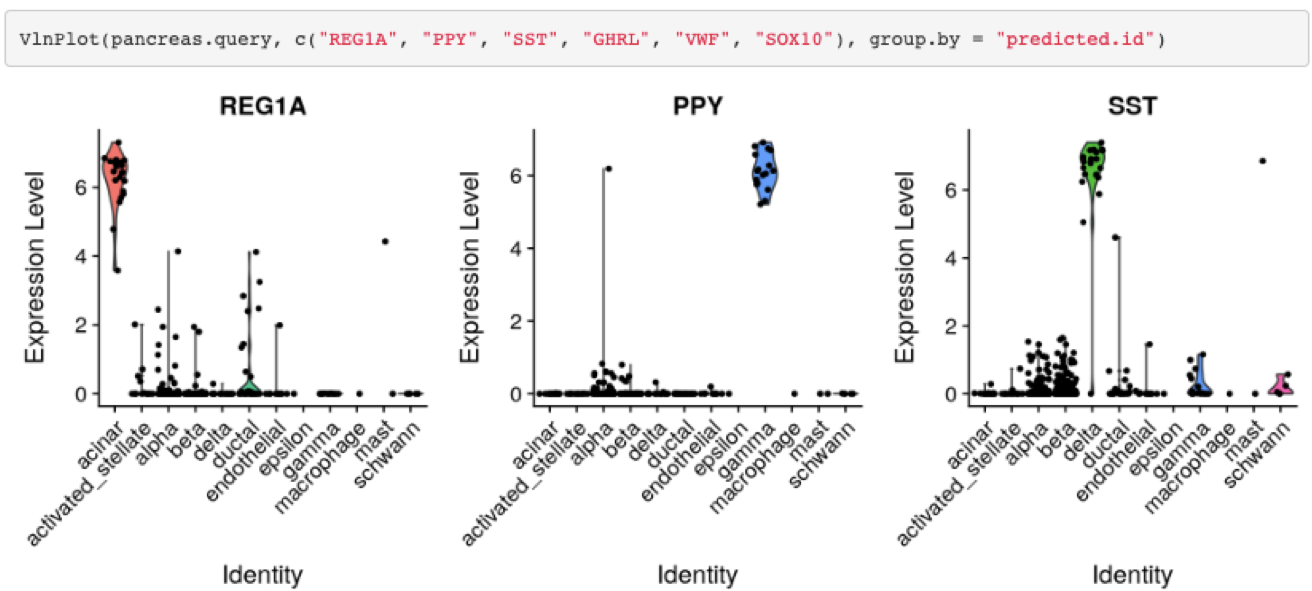 VlnPlot(pancreas.query, c("REG1A", "PPY", "SST", "GHRL", "VWF", "SOX10"), group.by = "predicted.id")
REG1A
Expression Level
6
4
2
0
acinar
activated_stellate
alpha
beta
delta
ductal
endothelial
epsilon
gamma
macrophage
mast
schwann
Identity
PPY
Expression Level
6
4
2
0
acinar
activated_stellate
alpha
beta
delta
ductal
endothelial
epsilon
gamma
macrophage
mast
schwann
Identity
SST
Expression Level
6
4
2
0
acinar
activated_stellate
alpha
beta
delta
ductal
endothelial
epsilon
gamma
macrophage
mast
schwann
Identity